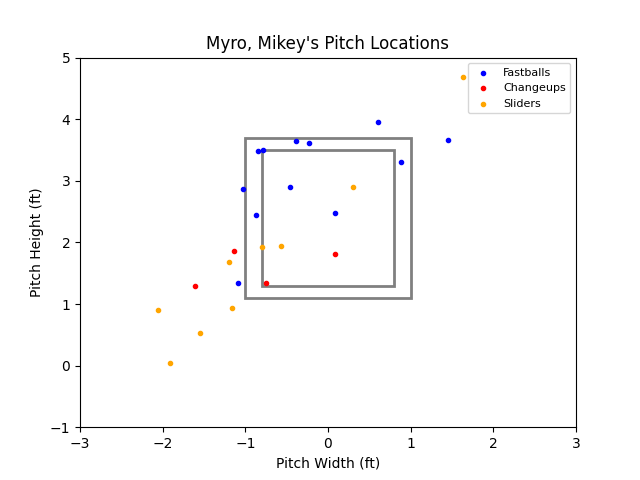 Myro, Mikey's Pitch Locations
Fastballs
Changeups
Sliders
Pitch Height (ft)
5
4
3
2
1
0
−1
−3
−2
−1
0
1
2
3
Pitch Width (ft)